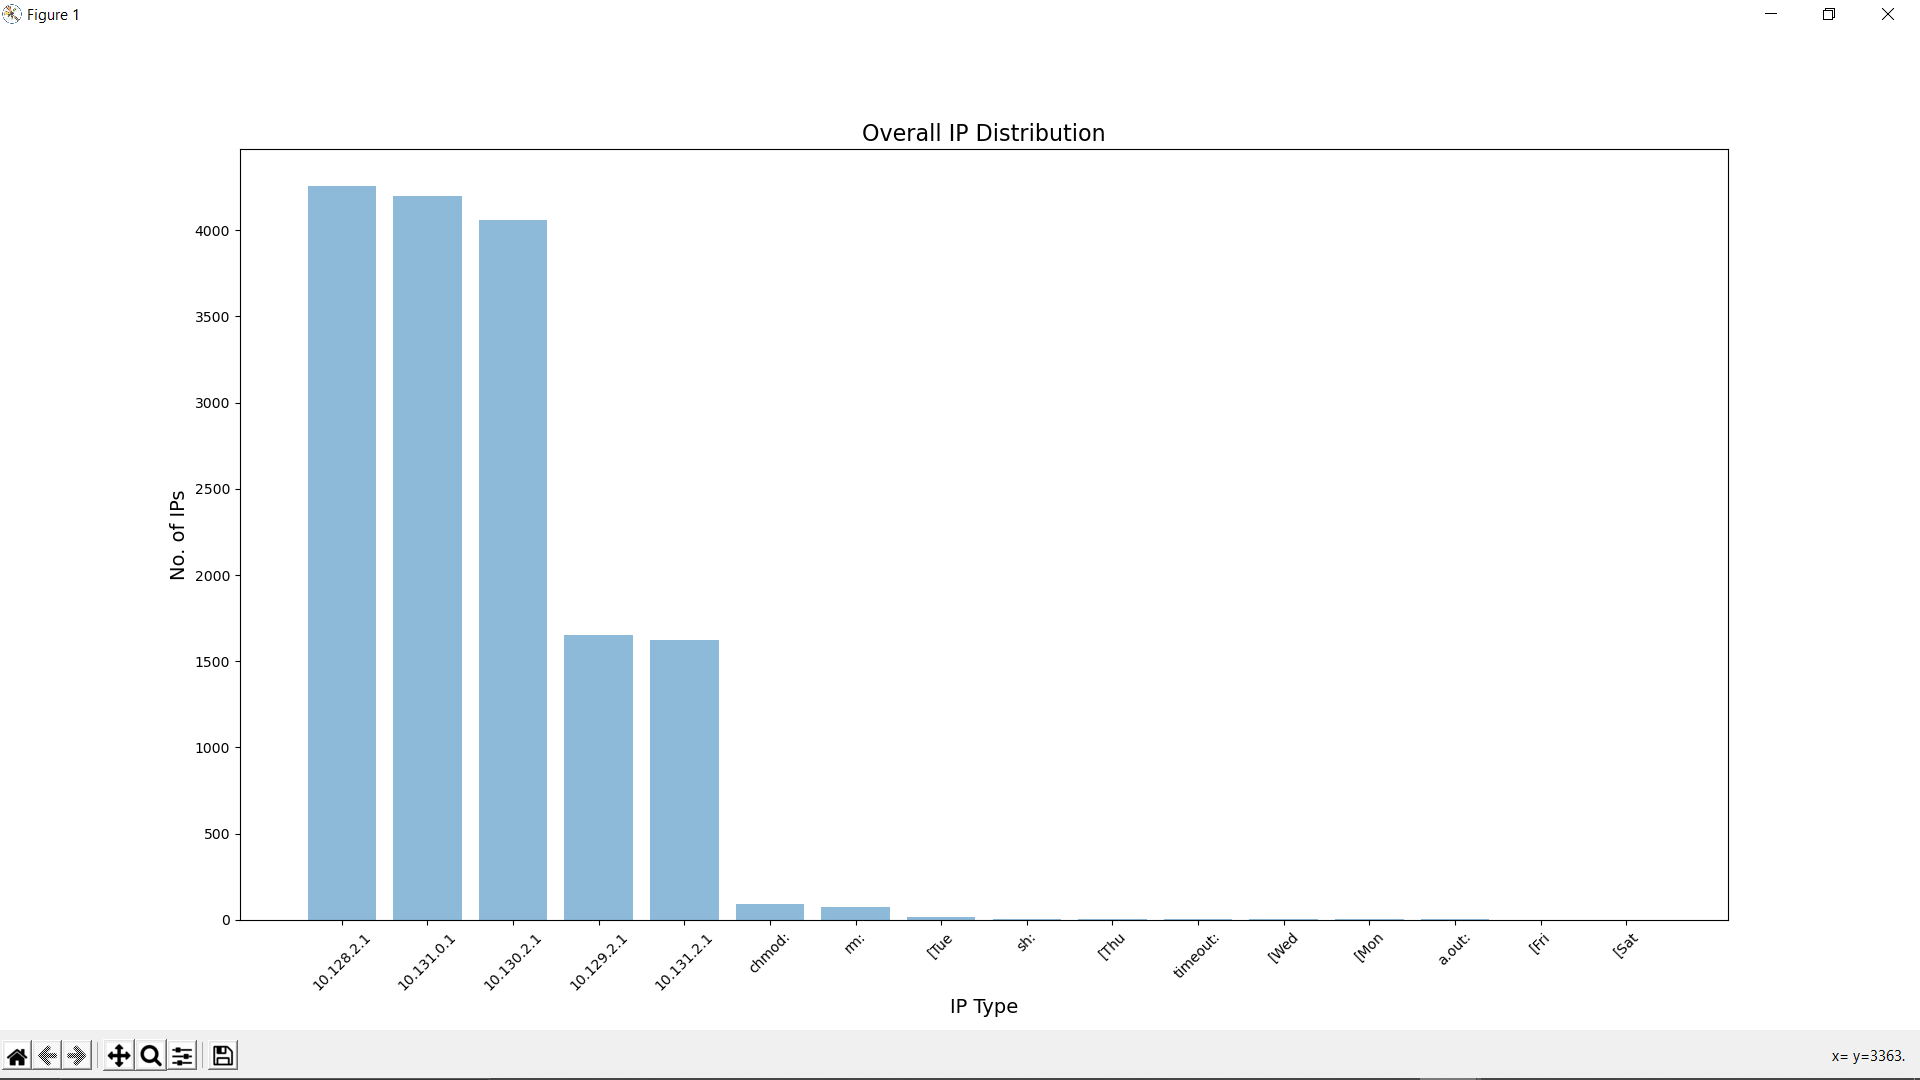 Figure 1
Overall IP Distribution
No. of IPs
4000
3500
3000
2500
2000
1500
1000
500
0
10.128.2.1
10.131.0.1
10.130.2.1
10.129.2.1
10.131.2.1
chmod:
rm:
[Tue
sh:
[Thu
timeout:
[Wed
[Mon
a.out:
[Fri
[Sat
IP Type
x= y=3363.